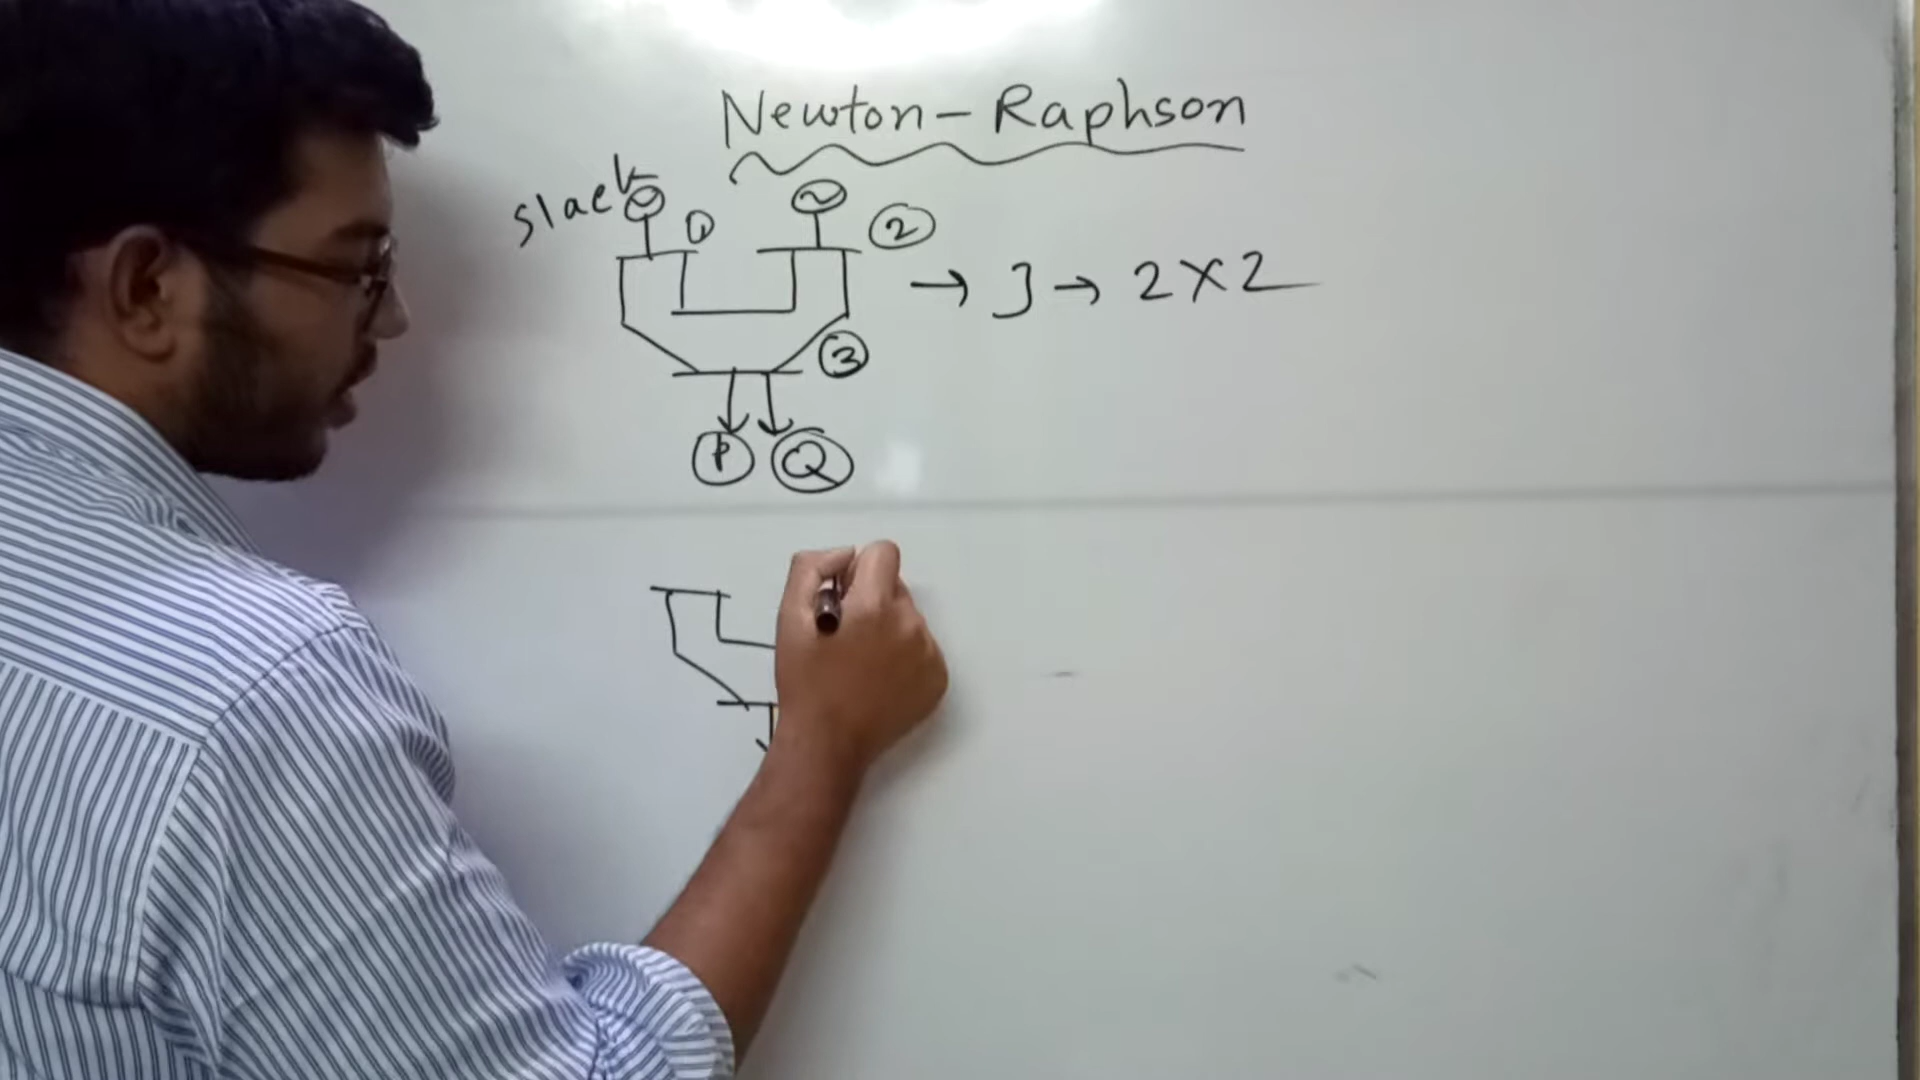 Newton-Raphson
slack
1
2
→ J → 2×2
3
P Q